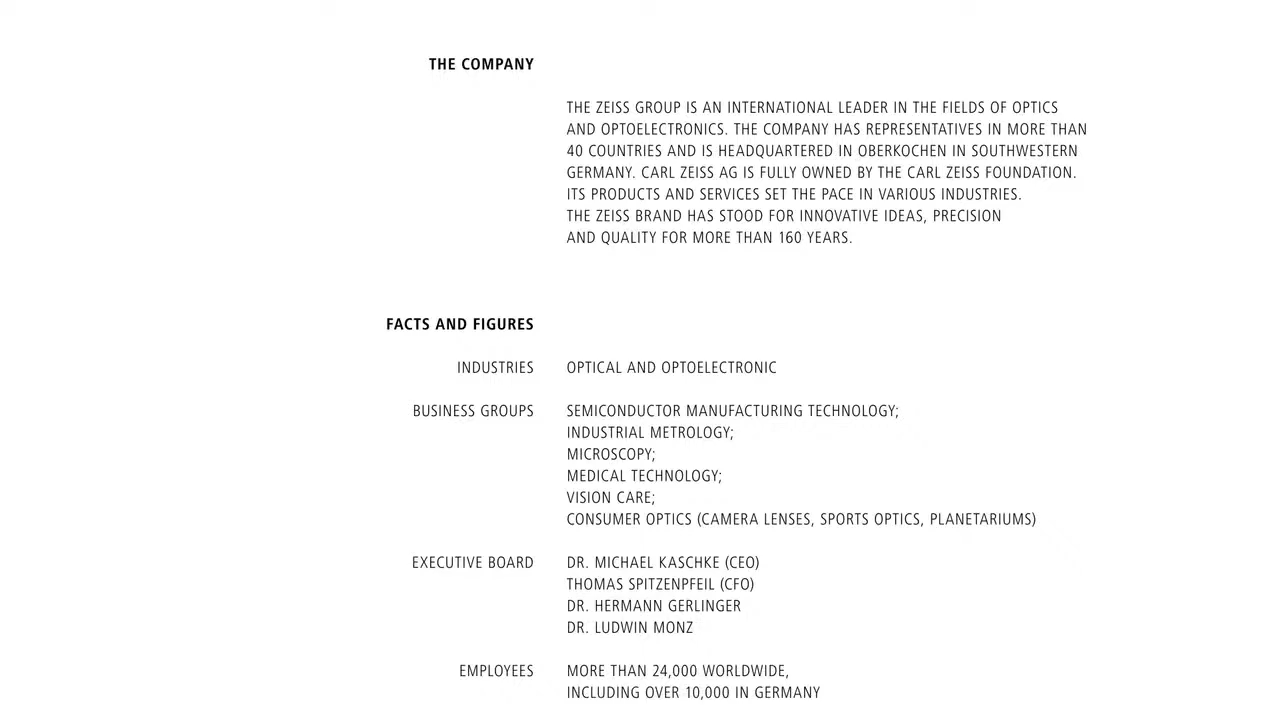 THE COMPANY
THE ZEISS GROUP IS AN INTERNATIONAL LEADER IN THE FIELDS OF OPTICS
AND OPTOELECTRONICS. THE COMPANY HAS REPRESENTATIVES IN MORE THAN
40 COUNTRIES AND IS HEADQUARTERED IN OBERKOCHEN IN SOUTHWESTERN
GERMANY. CARL ZEISS AG IS FULLY OWNED BY THE CARL ZEISS FOUNDATION.
ITS PRODUCTS AND SERVICES SET THE PACE IN VARIOUS INDUSTRIES.
THE ZEISS BRAND HAS STOOD FOR INNOVATIVE IDEAS, PRECISION
AND QUALITY FOR MORE THAN 160 YEARS.
FACTS AND FIGURES
INDUSTRIES OPTICAL AND OPTOELECTRONIC
BUSINESS GROUPS SEMICONDUCTOR MANUFACTURING TECHNOLOGY;
INDUSTRIAL METROLOGY;
MICROSCOPY;
MEDICAL TECHNOLOGY;
VISION CARE;
CONSUMER OPTICS (CAMERA LENSES, SPORTS OPTICS, PLANETARIUMS)
EXECUTIVE BOARD DR. MICHAEL KASCHKE (CEO)
THOMAS SPITZENPFEIL (CFO)
DR. HERMANN GERLINGER
DR. LUDWIN MONZ
EMPLOYEES MORE THAN 24,000 WORLDWIDE,
INCLUDING OVER 10,000 IN GERMANY